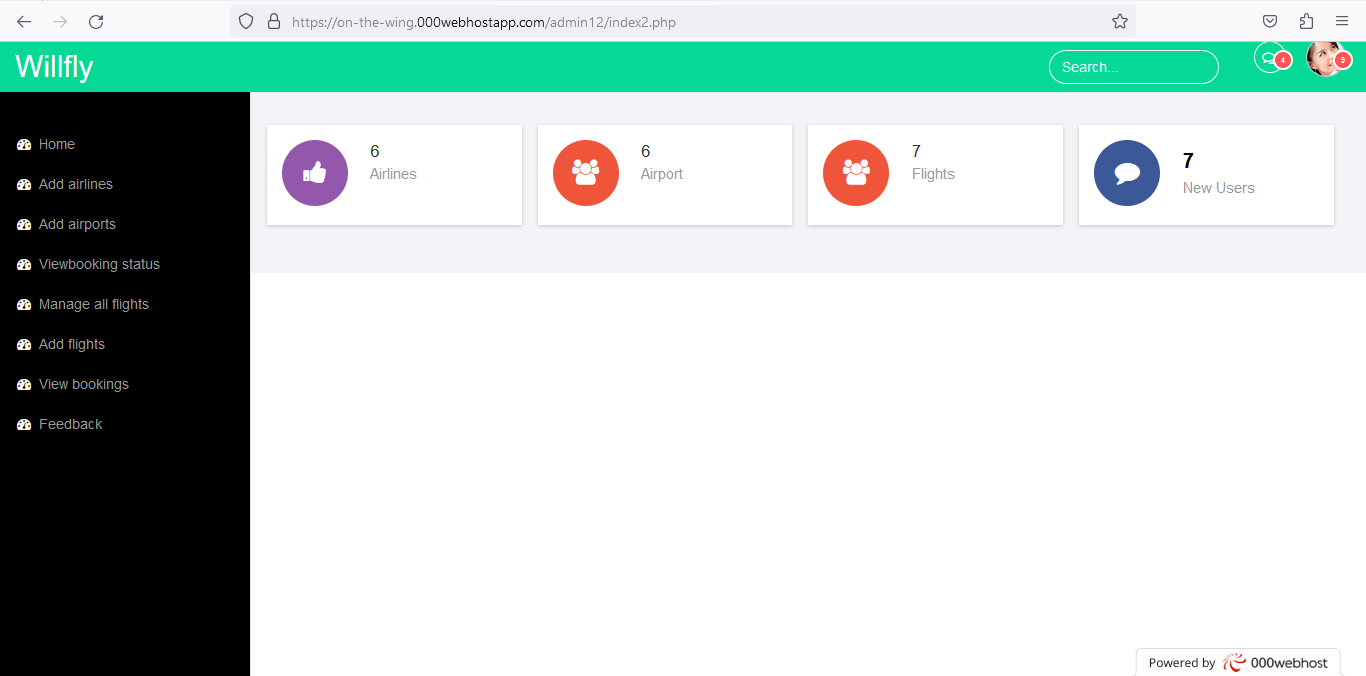 https://on-the-wing.000webhostapp.com/admin12/index2.php
Willfly
Search...
4
9
Home
Add airlines
Add airports
Viewbooking status
Manage all flights
Add flights
View bookings
Feedback
6
Airlines
6
Airport
7
Flights
7
New Users
Powered by 000webhost